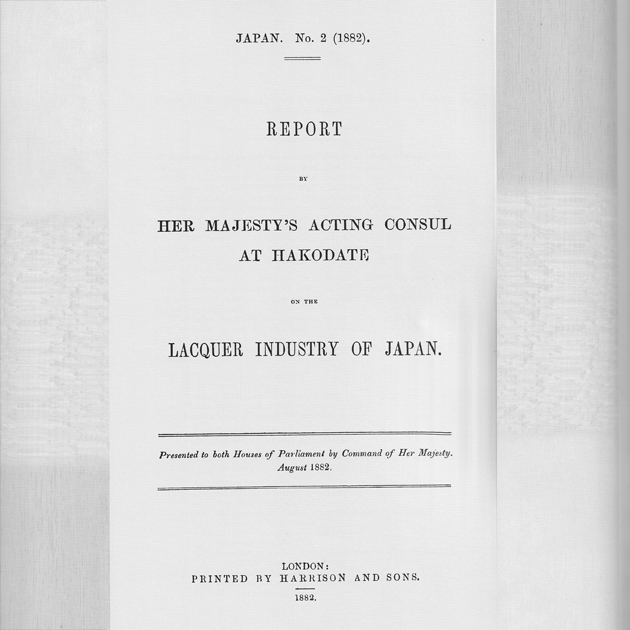 JAPAN. No. 2 (1882).
REPORT
BY
HER MAJESTY'S ACTING CONSUL
AT HAKODATE
ON THE
LACQUER INDUSTRY OF JAPAN.
Presented to both Houses of Parliament by Command of Her Majesty.
August 1882.
LONDON:
PRINTED BY HARRISON AND SONS.
1882.